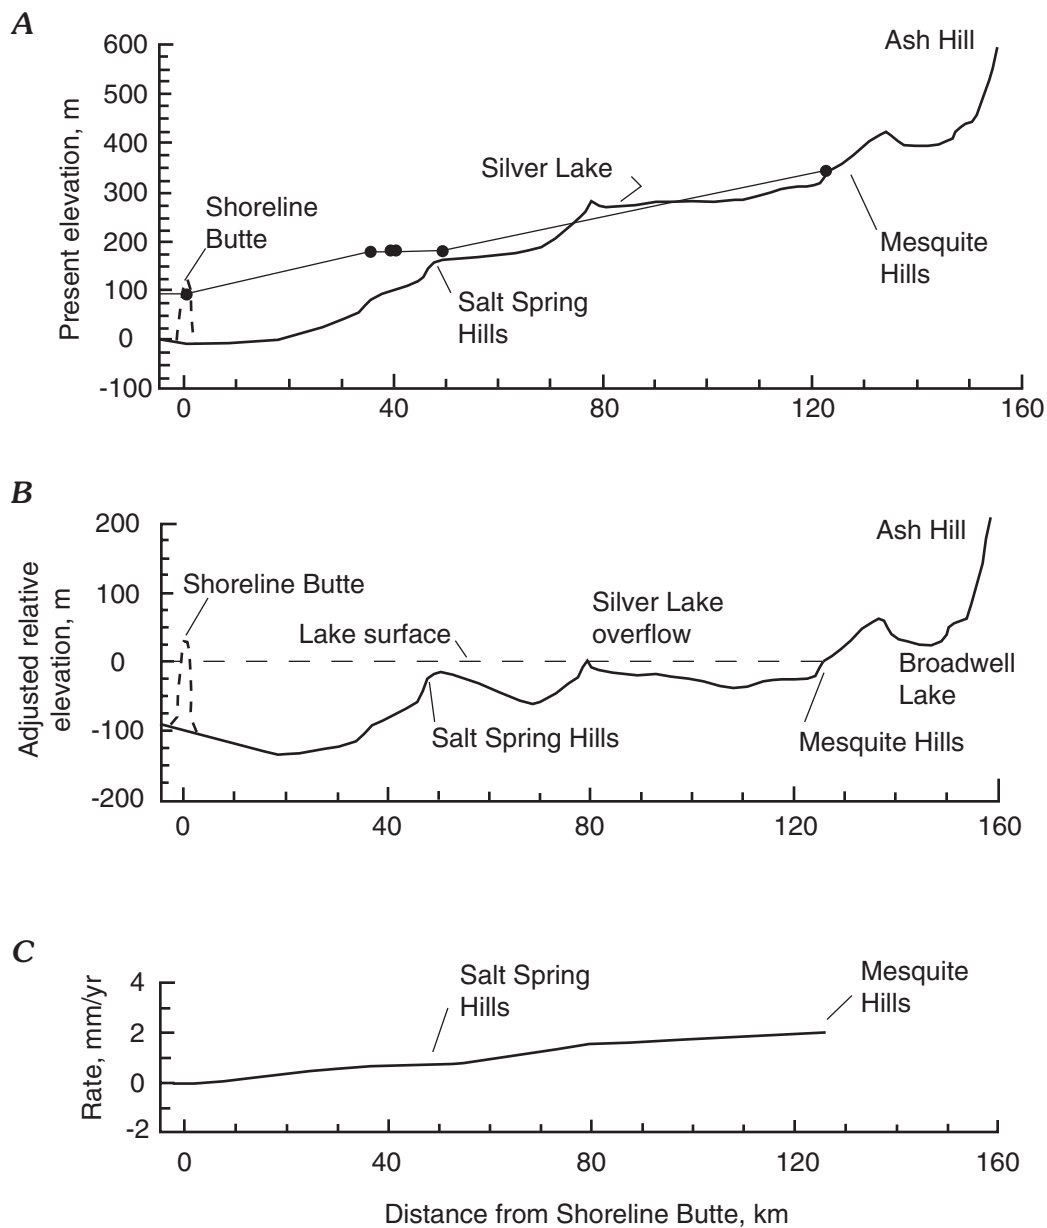 A
600
500
400
300
200
100
0
-100
Present elevation, m
Ash Hill
Silver Lake
Shoreline
Butte
Mesquite
Hills
Salt Spring
Hills
0
40
80
120
160
B
200
100
0
-100
-200
Adjusted relative
elevation, m
Ash Hill
Shoreline Butte
Silver Lake
overflow
Lake surface
Broadwell
Lake
Salt Spring Hills
Mesquite Hills
0
40
80
120
160
C
4
2
0
-2
Rate, mm/yr
Salt Spring
Hills
Mesquite
Hills
0
40
80
120
160
Distance from Shoreline Butte, km